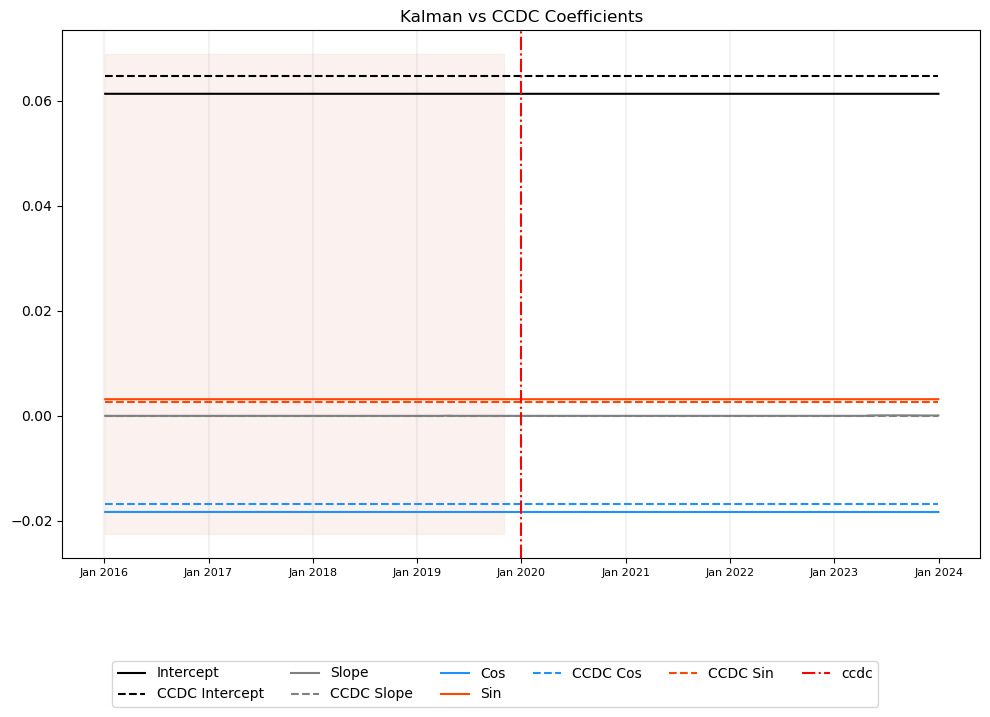 Kalman vs CCDC Coefficients
0.06
0.04
0.02
0.00
−0.02
Jan 2016 Jan 2017 Jan 2018 Jan 2019 Jan 2020 Jan 2021 Jan 2022 Jan 2023 Jan 2024
Intercept Slope Cos CCDC Cos CCDC Sin ccdc
CCDC Intercept CCDC Slope Sin